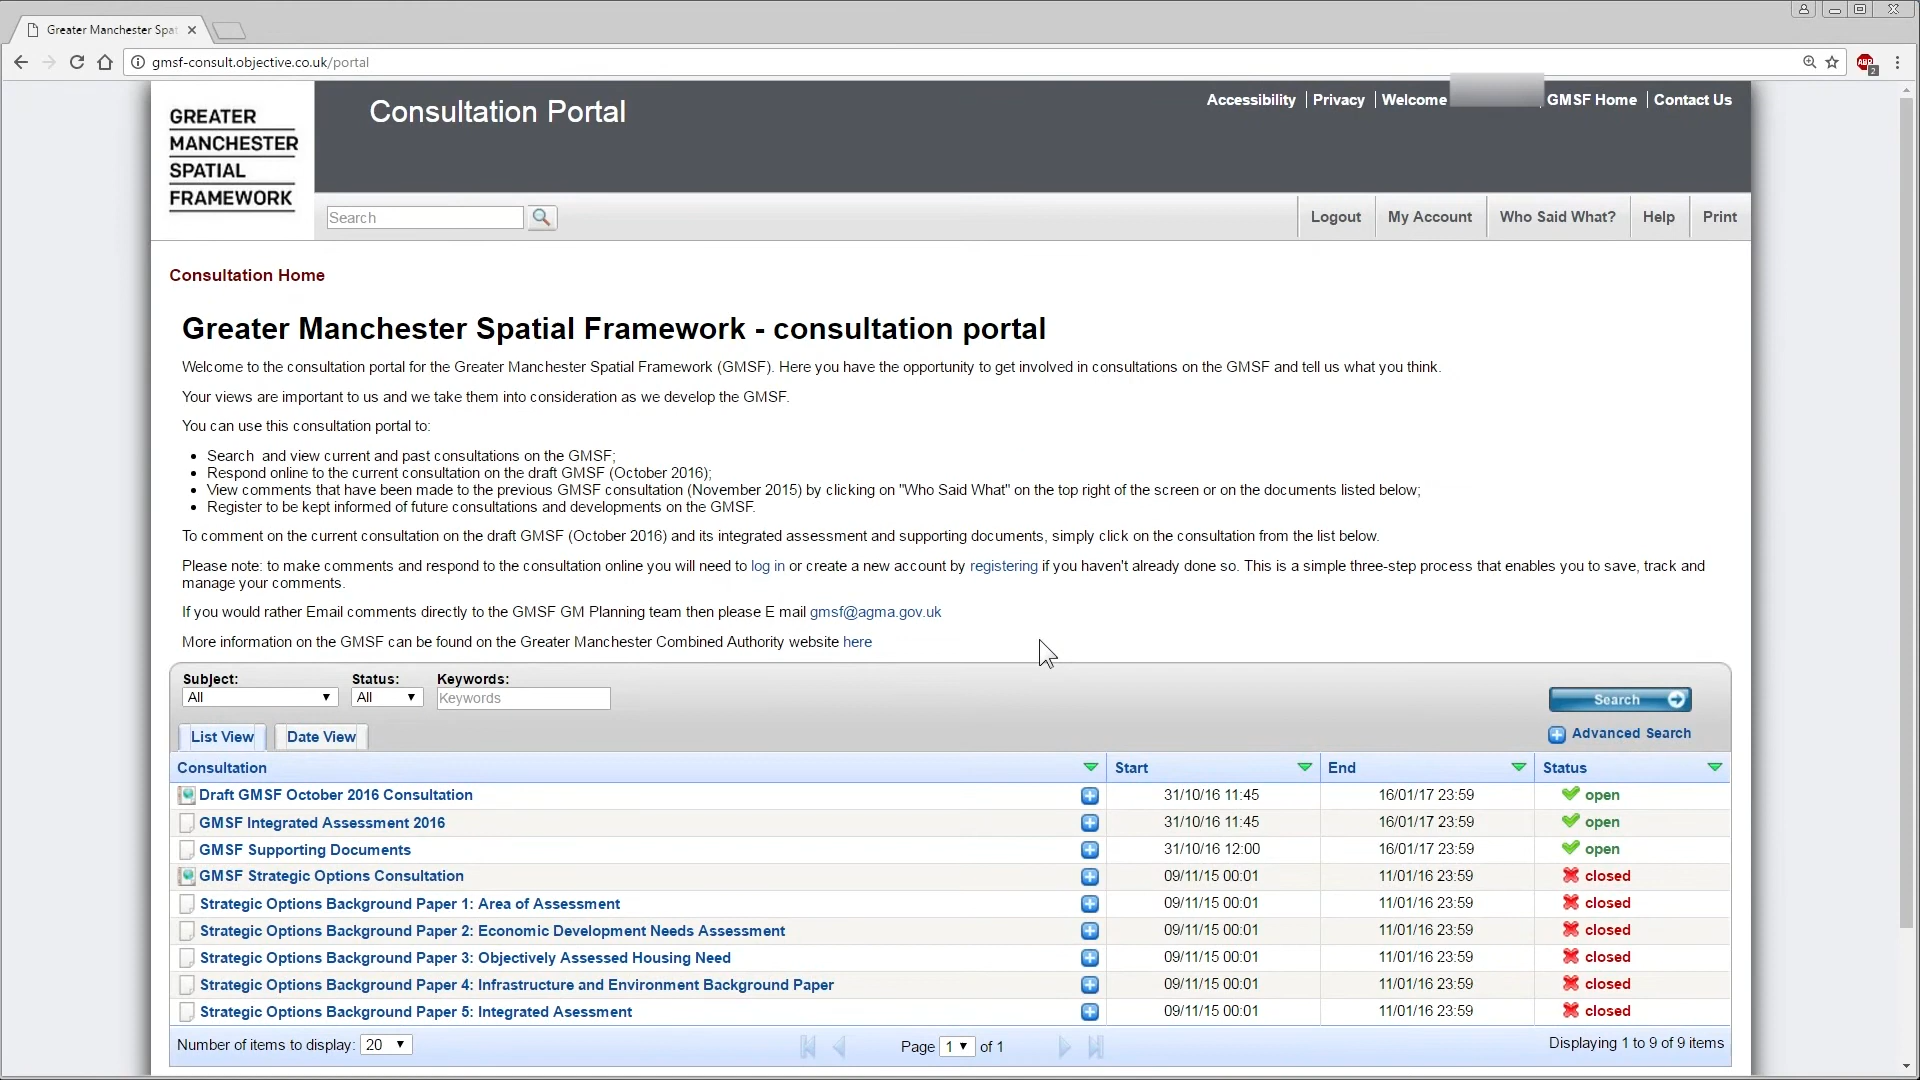 Greater Manchester Spat
gmsf-consult.objective.co.uk/portal
ABP
2
GREATER
MANCHESTER
SPATIAL
FRAMEWORK
Consultation Portal
Accessibility Privacy Welcome GMSF Home Contact Us
Search
Logout My Account Who Said What? Help Print
Consultation Home
Greater Manchester Spatial Framework - consultation portal
Welcome to the consultation portal for the Greater Manchester Spatial Framework (GMSF). Here you have the opportunity to get involved in consultations on the GMSF and tell us what you think.
Your views are important to us and we take them into consideration as we develop the GMSF.
You can use this consultation portal to:
Search and view current and past consultations on the GMSF;
Respond online to the current consultation on the draft GMSF (October 2016);
View comments that have been made to the previous GMSF consultation (November 2015) by clicking on "Who Said What" on the top right of the screen or on the documents listed below;
Register to be kept informed of future consultations and developments on the GMSF.
To comment on the current consultation on the draft GMSF (October 2016) and its integrated assessment and supporting documents, simply click on the consultation from the list below.
Please note: to make comments and respond to the consultation online you will need to log in or create a new account by registering if you haven't already done so. This is a simple three-step process that enables you to save, track and
manage your comments.
If you would rather Email comments directly to the GMSF GM Planning team then please E mail gmsf@agma.gov.uk
More information on the GMSF can be found on the Greater Manchester Combined Authority website here
Subject: Status: Keywords:
All All Keywords
Search
List View Date View
Advanced Search
Consultation Start End Status
Draft GMSF October 2016 Consultation 31/10/16 11:45 16/01/17 23:59 open
GMSF Integrated Assessment 2016 31/10/16 11:45 16/01/17 23:59 open
GMSF Supporting Documents 31/10/16 12:00 16/01/17 23:59 open
GMSF Strategic Options Consultation 09/11/15 00:01 11/01/16 23:59 closed
Strategic Options Background Paper 1: Area of Assessment 09/11/15 00:01 11/01/16 23:59 closed
Strategic Options Background Paper 2: Economic Development Needs Assessment 09/11/15 00:01 11/01/16 23:59 closed
Strategic Options Background Paper 3: Objectively Assessed Housing Need 09/11/15 00:01 11/01/16 23:59 closed
Strategic Options Background Paper 4: Infrastructure and Environment Background Paper 09/11/15 00:01 11/01/16 23:59 closed
Strategic Options Background Paper 5: Integrated Asessment 09/11/15 00:01 11/01/16 23:59 closed
Number of items to display: 20 Page 1 of 1 Displaying 1 to 9 of 9 items